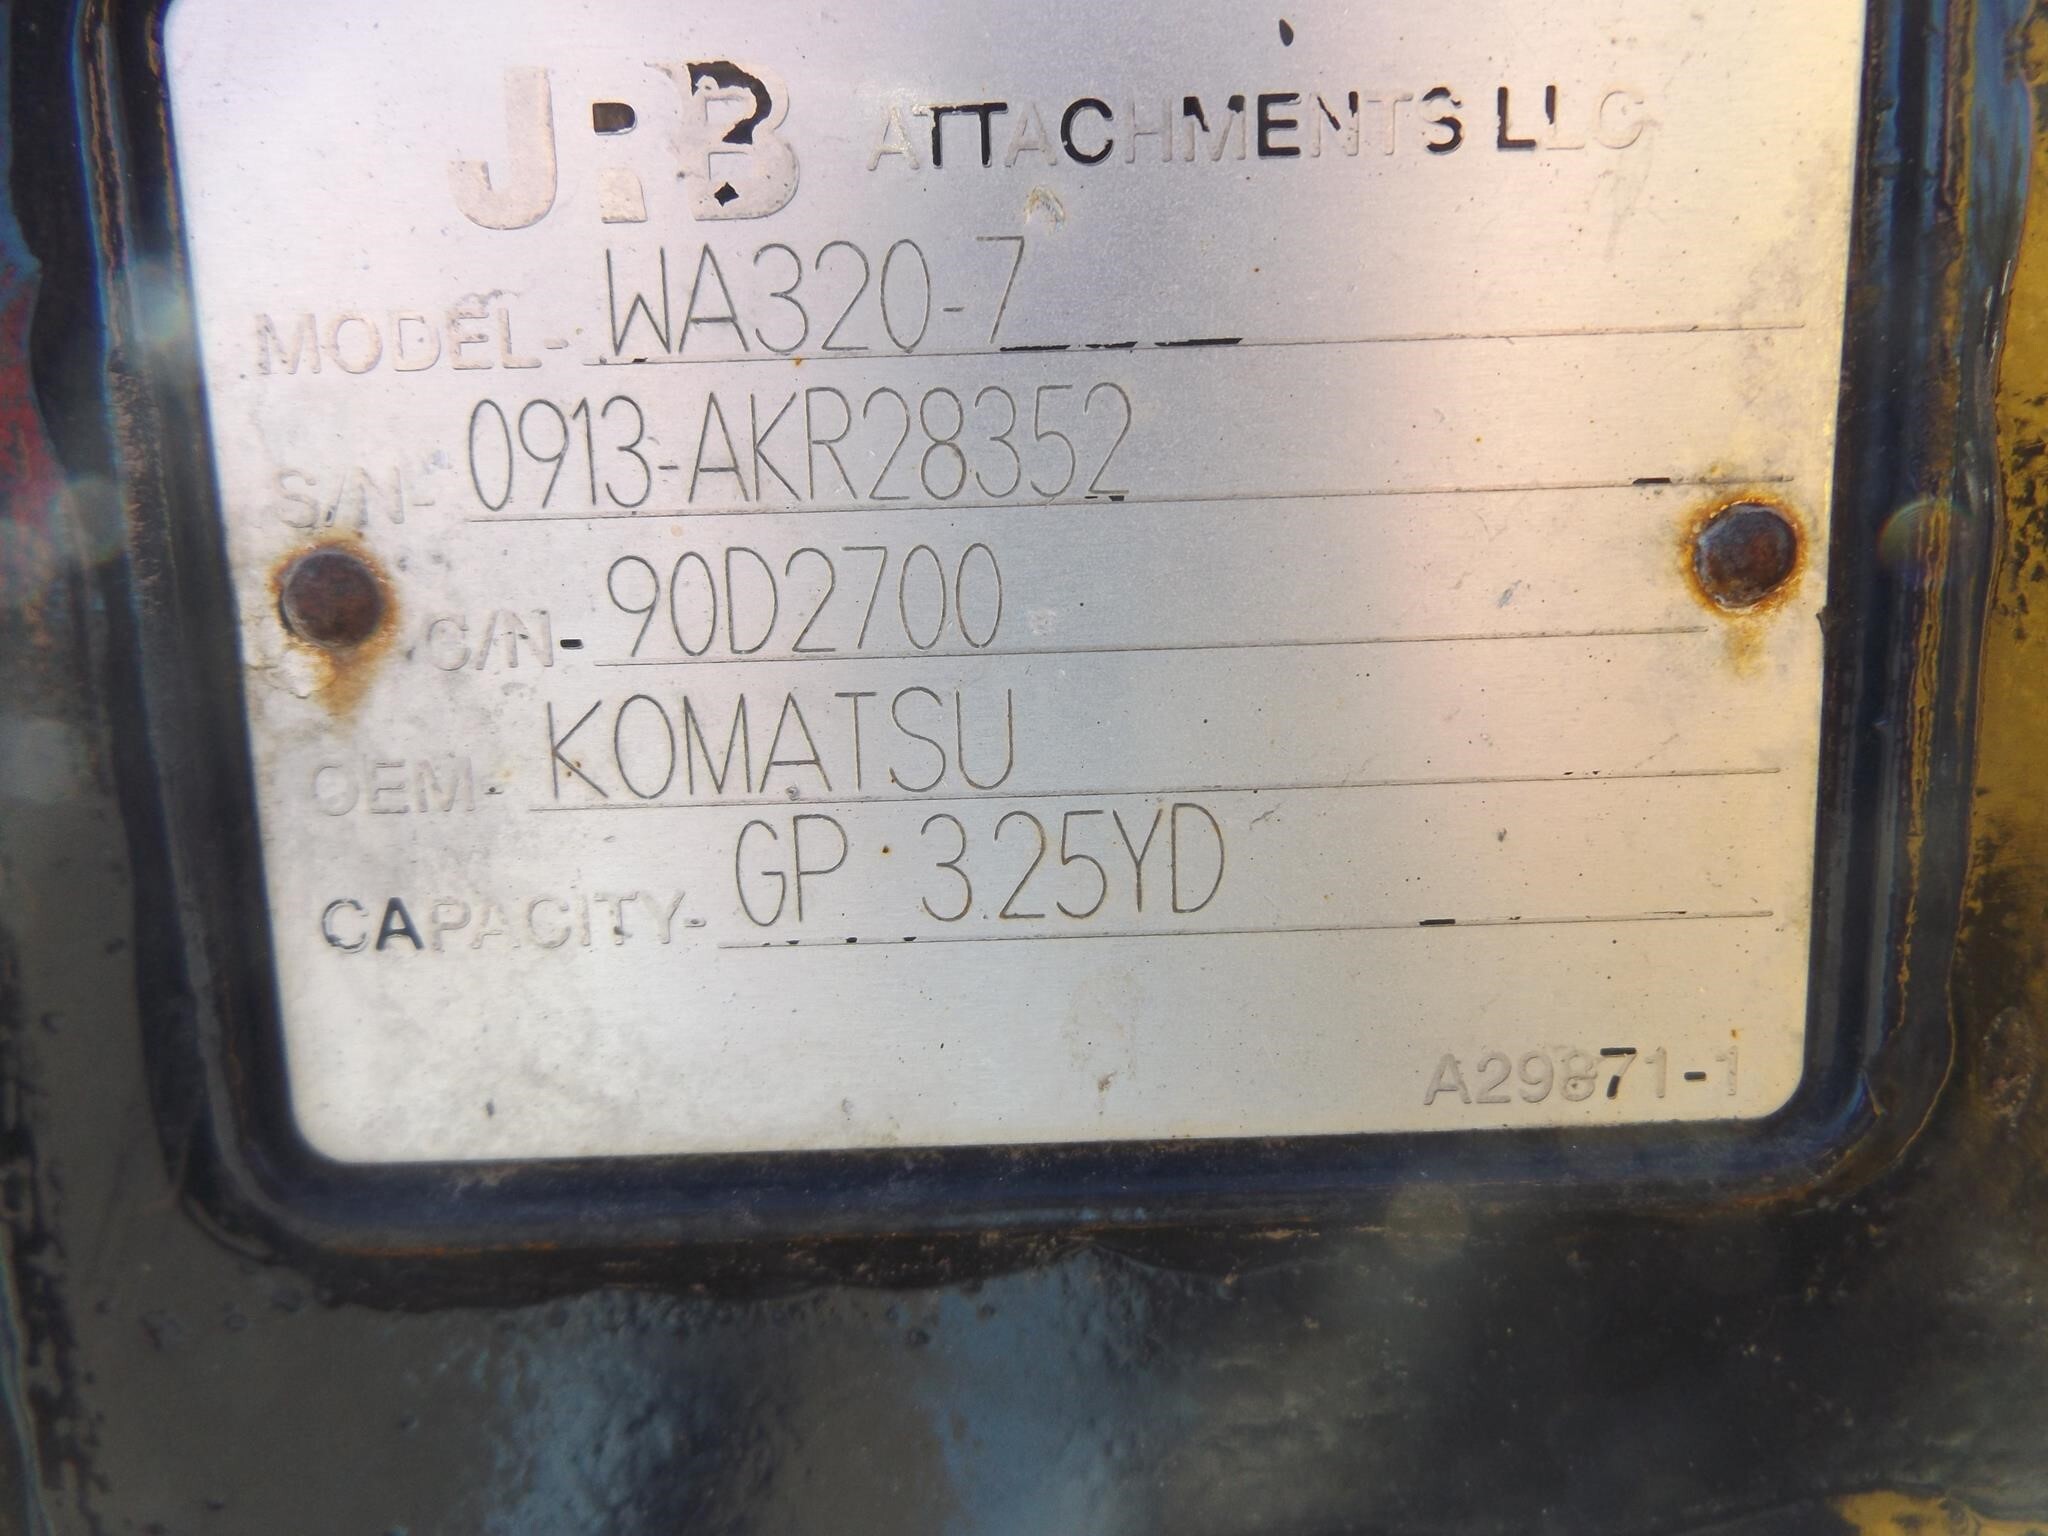 JRB ATTACHMENTS LLC
MODEL- WA320-7
S/N- 0913-AKR28352
C/N- 90D2700
OEM- KOMATSU
CAPACITY- GP 3.25YD
A29871-1